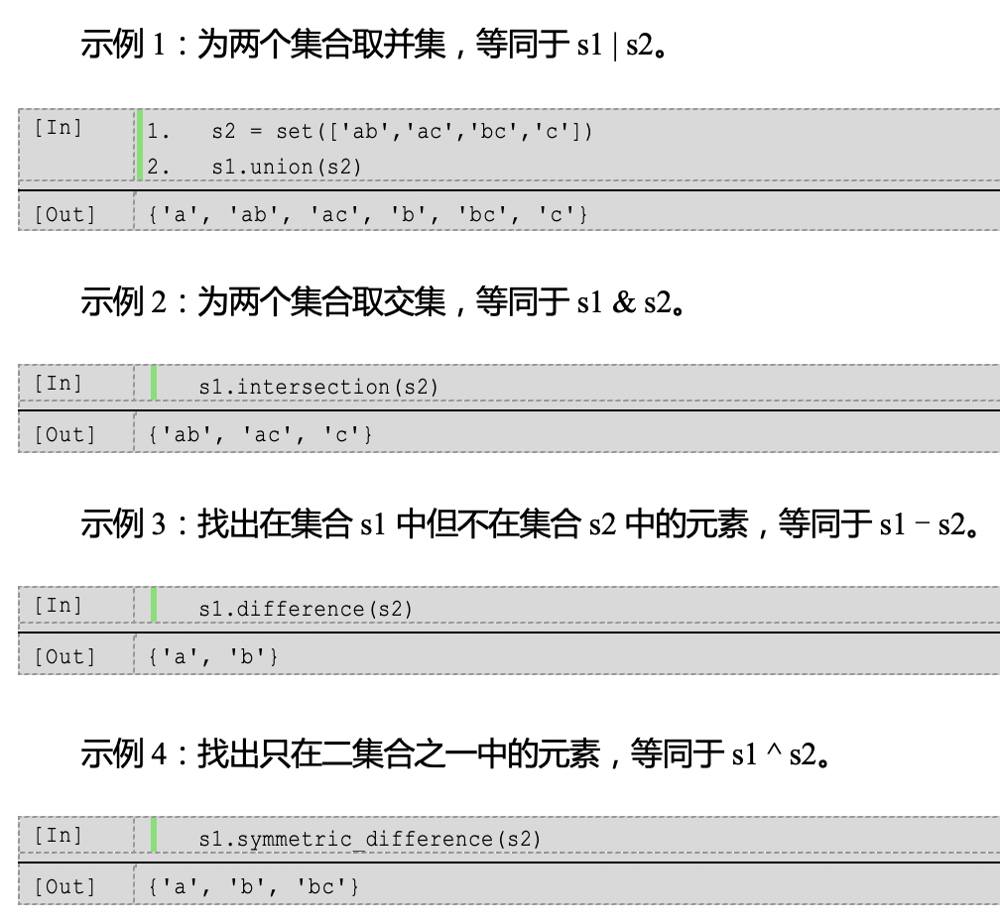 示例 1：为两个集合取并集，等同于 s1 | s2。
[In] 1. s2 = set(['ab','ac','bc','c'])
2. s1.union(s2)
[Out] {'a', 'ab', 'ac', 'b', 'bc', 'c'}
示例 2：为两个集合取交集，等同于 s1 & s2。
[In] s1.intersection(s2)
[Out] {'ab', 'ac', 'c'}
示例 3：找出在集合 s1 中但不在集合 s2 中的元素，等同于 s1 − s2。
[In] s1.difference(s2)
[Out] {'a', 'b'}
示例 4：找出只在二集合之一中的元素，等同于 s1 ^ s2。
[In] s1.symmetric_difference(s2)
[Out] {'a', 'b', 'bc'}